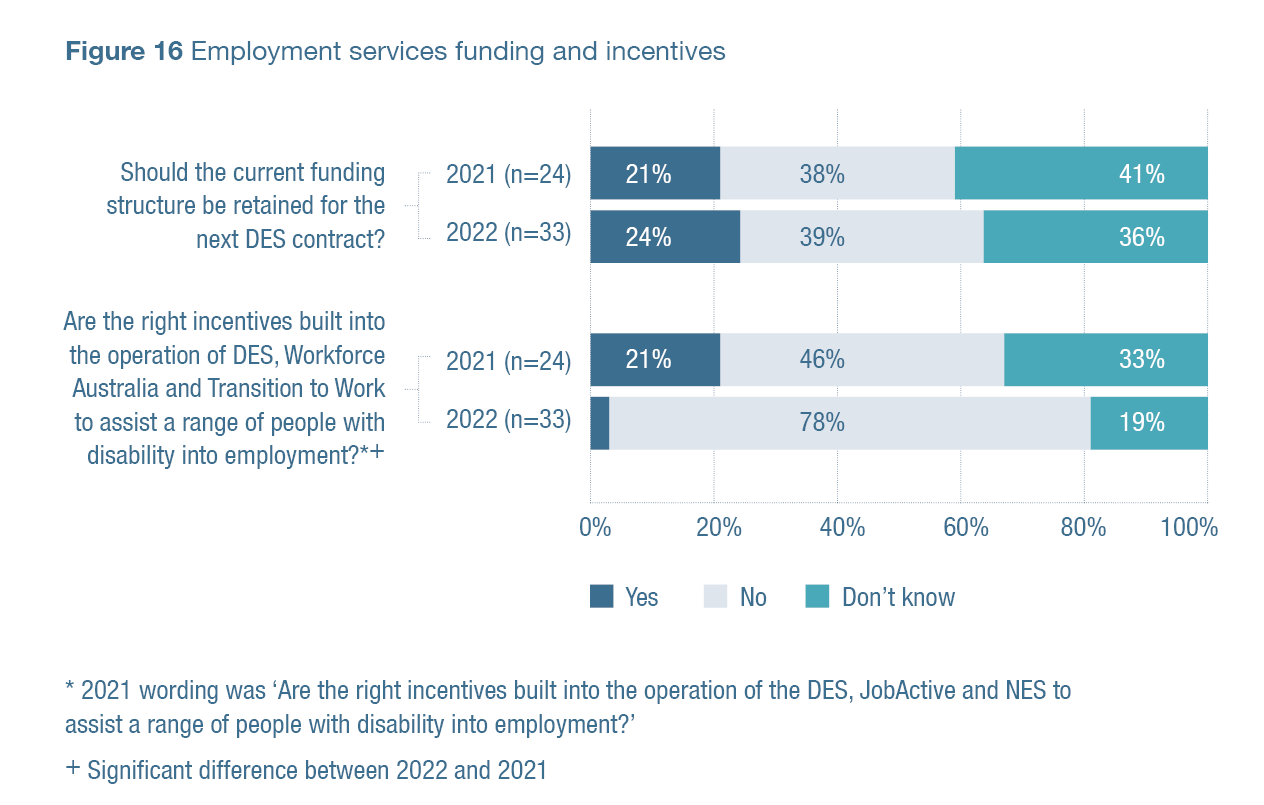 Figure 16 Employment services funding and incentives
Should the current funding
structure be retained for the
next DES contract?
2021 (n=24)
21%
38%
41%
2022 (n=33)
24%
39%
36%
Are the right incentives built into
the operation of DES, Workforce
Australia and Transition to Work
to assist a range of people with
disability into employment?*+
2021 (n=24)
21%
46%
33%
2022 (n=33)
78%
19%
0%
20%
40%
60%
80%
100%
Yes
No
Don’t know
* 2021 wording was ‘Are the right incentives built into the operation of the DES, JobActive and NES to
assist a range of people with disability into employment?’
+ Significant difference between 2022 and 2021